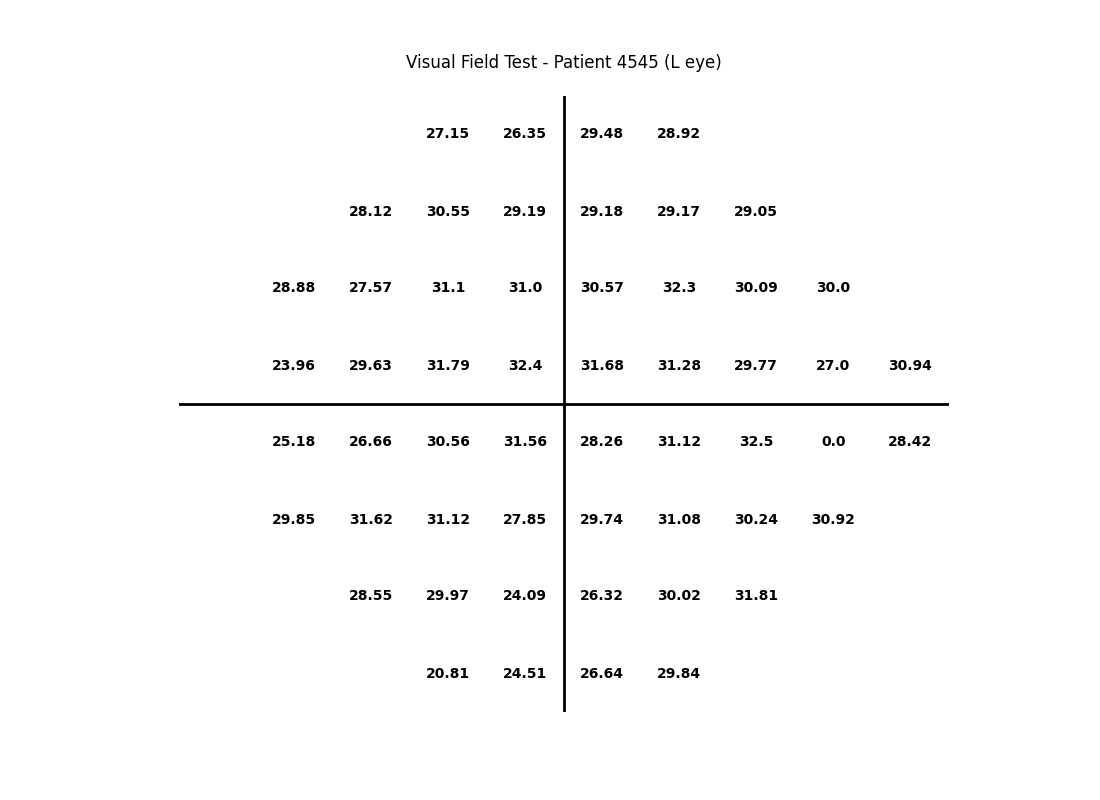 Visual Field Test - Patient 4545 (L eye)
27.15 26.35 29.48 28.92
28.12 30.55 29.19 29.18 29.17 29.05
28.88 27.57 31.1 31.0 30.57 32.3 30.09 30.0
23.96 29.63 31.79 32.4 31.68 31.28 29.77 27.0 30.94
25.18 26.66 30.56 31.56 28.26 31.12 32.5 0.0 28.42
29.85 31.62 31.12 27.85 29.74 31.08 30.24 30.92
28.55 29.97 24.09 26.32 30.02 31.81
20.81 24.51 26.64 29.84